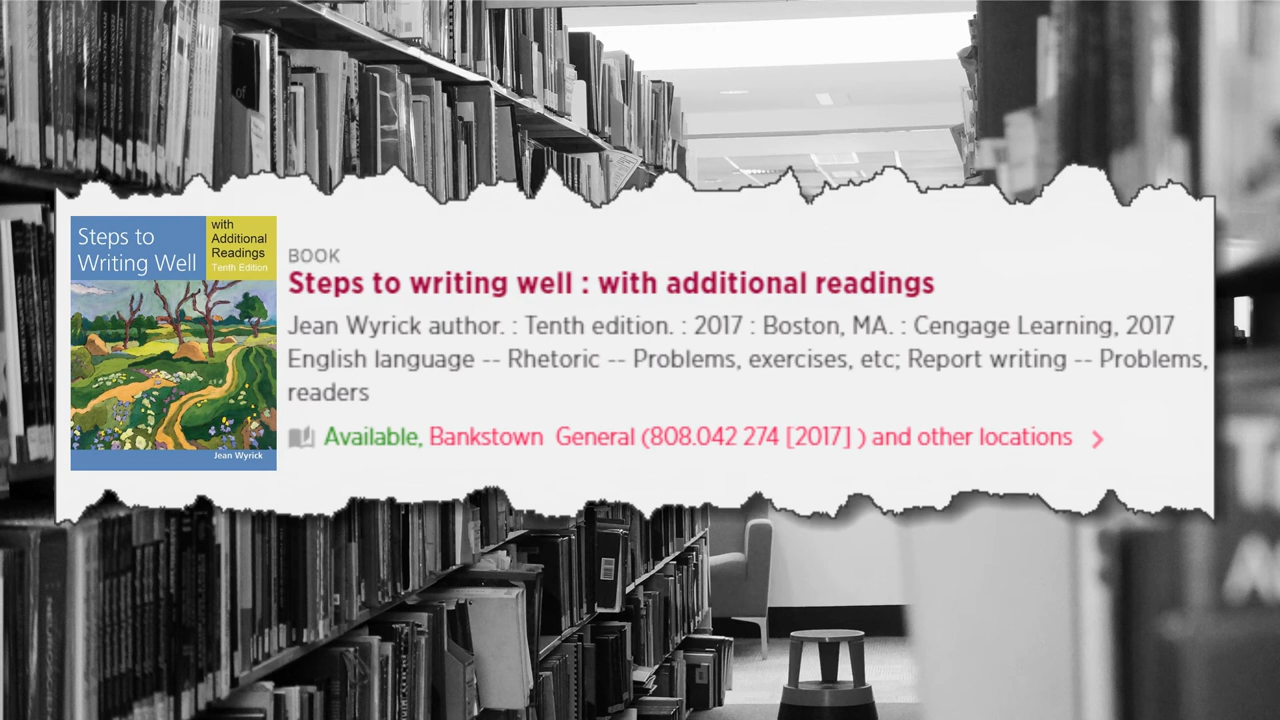 Steps to
Writing Well
with
Additional
Readings
Tenth Edition
Jean Wyrick
BOOK
Steps to writing well : with additional readings
Jean Wyrick author. : Tenth edition. : 2017 : Boston, MA. : Cengage Learning, 2017
English language -- Rhetoric -- Problems, exercises, etc; Report writing -- Problems,
readers
Available, Bankstown General (808.042 274 [2017] ) and other locations